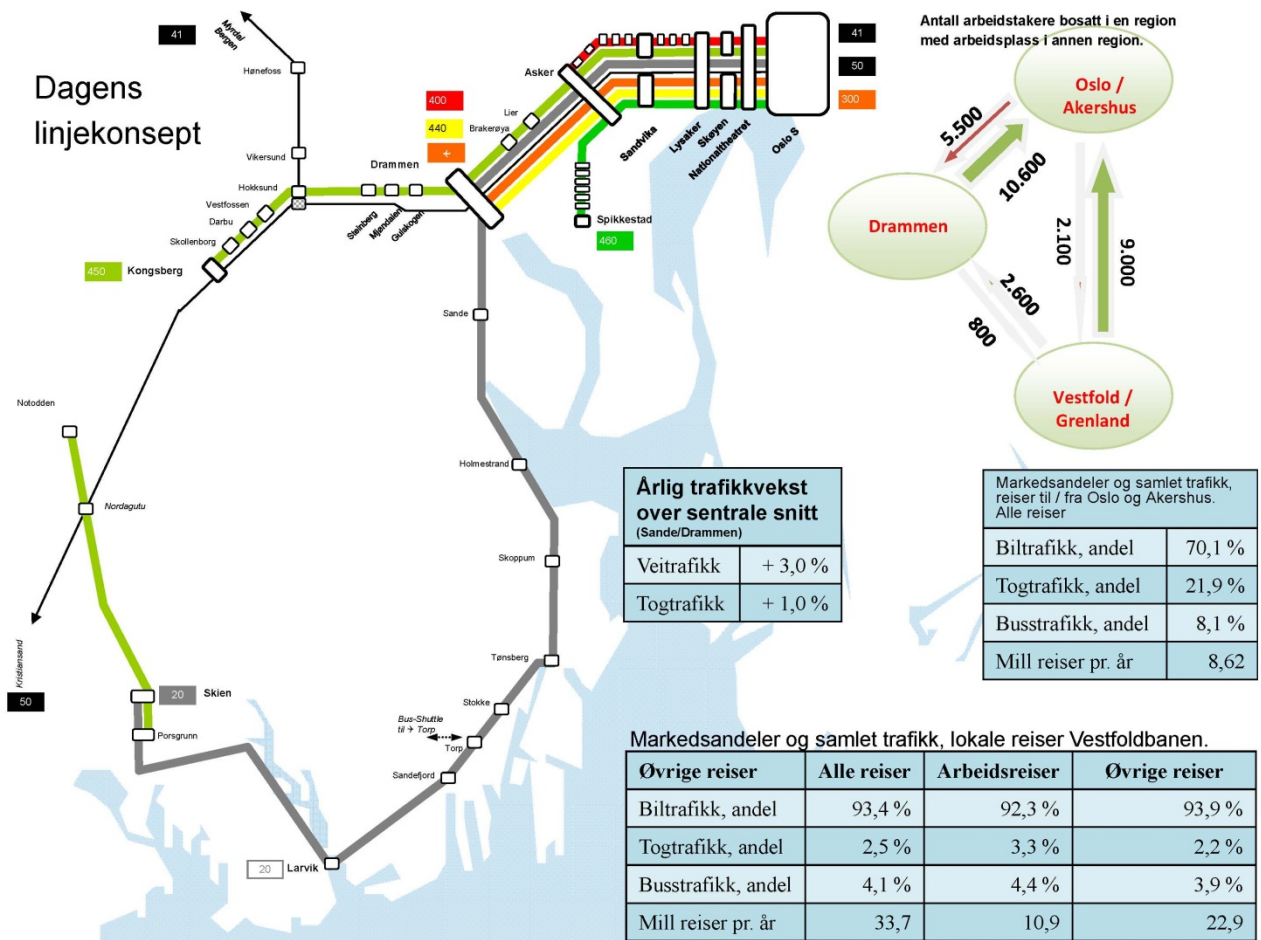 Dagens
linjekonsept
41
Myrdal
Bergen
Hønefoss
Vikersund
Hokksund
Vestfossen
Darbu
Skollenborg
450
Kongsberg
Steinberg
Mjøndalen
Gulskogen
Drammen
400
440
Brakerøya
Lier
Asker
Sandvika
Lysaker
Skøyen
Nationaltheatret
Oslo S
41
50
300
Spikkestad
460
Notodden
Nordagutu
Kristiansand
50
20
Skien
Porsgrunn
20
Larvik
Sandefjord
Torp
Bus-Shuttle
til → Torp
Stokke
Tønsberg
Skoppum
Holmestrand
Sande
Antall arbeidstakere bosatt i en region
med arbeidsplass i annen region.
Oslo /
Akershus
5.500
10.600
Drammen
2.100
9.000
2.600
800
Vestfold /
Grenland
Årlig trafikkvekst
over sentrale snitt
(Sande/Drammen)
Veitrafikk + 3,0 %
Togtrafikk + 1,0 %
Markedsandeler og samlet trafikk,
reiser til / fra Oslo og Akershus.
Alle reiser
Biltrafikk, andel 70,1 %
Togtrafikk, andel 21,9 %
Busstrafikk, andel 8,1 %
Mill reiser pr. år 8,62
Markedsandeler og samlet trafikk, lokale reiser Vestfoldbanen.
Øvrige reiser Alle reiser Arbeidsreiser Øvrige reiser
Biltrafikk, andel 93,4 % 92,3 % 93,9 %
Togtrafikk, andel 2,5 % 3,3 % 2,2 %
Busstrafikk, andel 4,1 % 4,4 % 3,9 %
Mill reiser pr. år 33,7 10,9 22,9